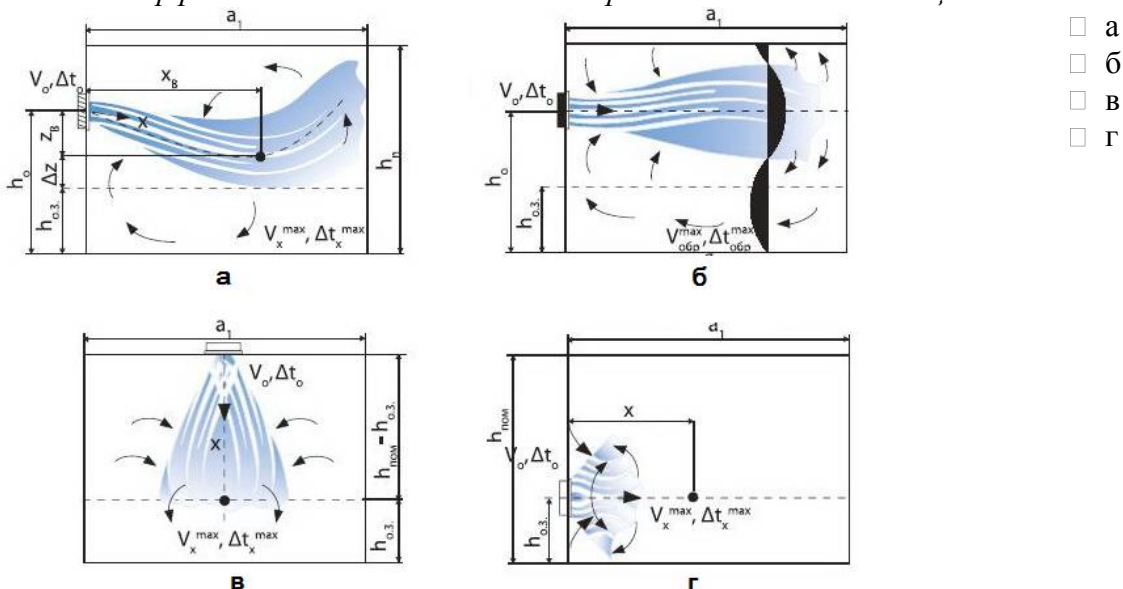 a₁
V₀,Δt₀
x_B
x
z_B
Δz
h₀
h_о.з.
h_п
V_x^max, Δt_x^max
а
a₁
V₀,Δt₀
h₀
h_о.з.
V_обр^max, Δt_обр^max
б
а
б
в
г
a₁
V₀,Δt₀
x
h_пом - h_о.з.
V_x^max, Δt_x^max
h_о.з.
в
a₁
x
h_пом
V₀,Δt₀
h_о.з.
V_x^max, Δt_x^max
г